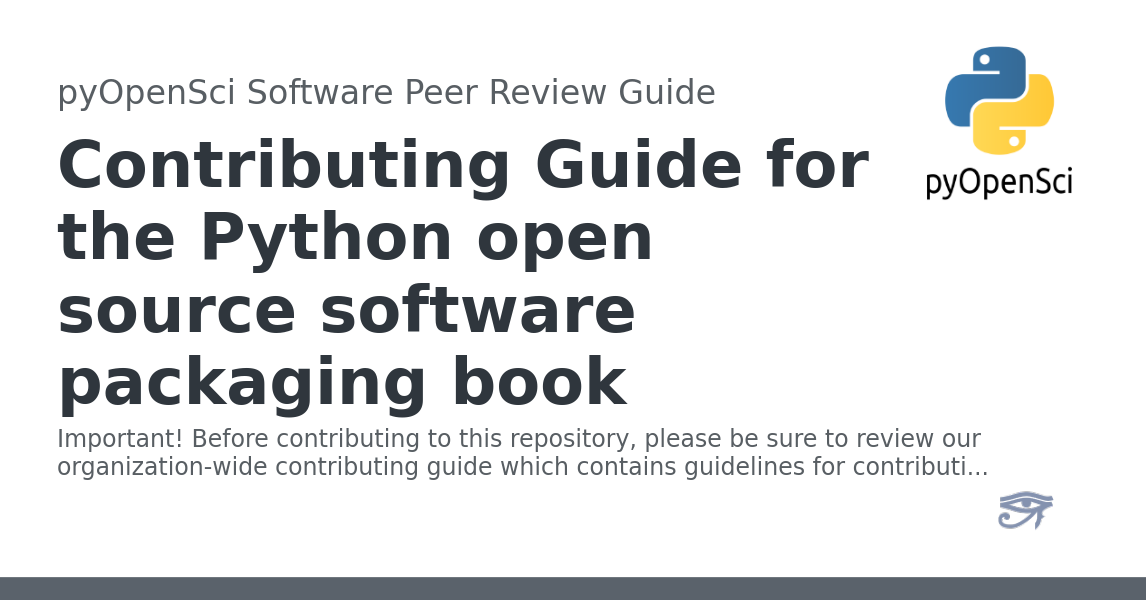 pyOpenSci Software Peer Review Guide
Contributing Guide for
the Python open
source software
packaging book
pyOpenSci
Important! Before contributing to this repository, please be sure to review our
organization-wide contributing guide which contains guidelines for contributi...